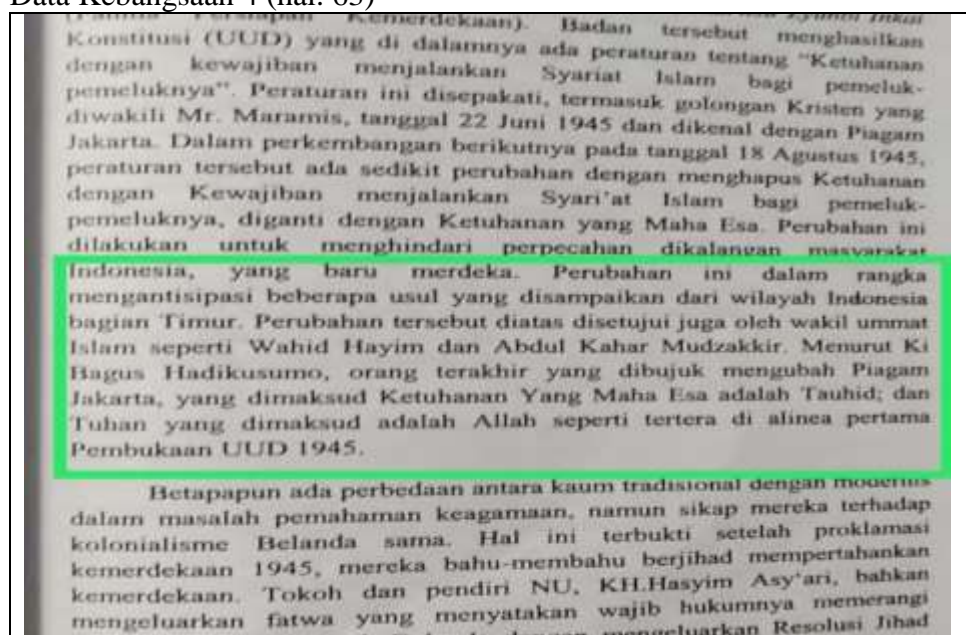 Data Kebangsaan 4 (hal. 63)
Kemerdekaan). Badan tersebut menghasilkan
Konstitusi (UUD) yang di dalamnya ada peraturan tentang “Ketuhanan
dengan kewajiban menjalankan Syariat Islam bagi pemeluk-
pemeluknya”. Peraturan ini disepakati, termasuk golongan Kristen yang
diwakili Mr. Maramis, tanggal 22 Juni 1945 dan dikenal dengan Piagam
Jakarta. Dalam perkembangan berikutnya pada tanggal 18 Agustus 1945,
peraturan tersebut ada sedikit perubahan dengan menghapus Ketuhanan
dengan Kewajiban menjalankan Syari'at Islam bagi pemeluk-
pemeluknya, diganti dengan Ketuhanan yang Maha Esa. Perubahan ini
dilakukan untuk menghindari perpecahan dikalangan masyarakat
Indonesia, yang baru merdeka. Perubahan ini dalam rangka
mengantisipasi beberapa usul yang disampaikan dari wilayah Indonesia
bagian Timur. Perubahan tersebut diatas disetujui juga oleh wakil ummat
Islam seperti Wahid Hayim dan Abdul Kahar Mudzakkir. Menurut Ki
Bagus Hadikusumo, orang terakhir yang dibujuk mengubah Piagam
Jakarta, yang dimaksud Ketuhanan Yang Maha Esa adalah Tauhid; dan
Tuhan yang dimaksud adalah Allah seperti tertera di alinea pertama
Pembukaan UUD 1945.
Betapapun ada perbedaan antara kaum tradisional dengan modernis
dalam masalah pemahaman keagamaan, namun sikap mereka terhadap
kolonialisme Belanda sama. Hal ini terbukti setelah proklamasi
kemerdekaan 1945, mereka bahu-membahu berjihad mempertahankan
kemerdekaan. Tokoh dan pendiri NU, KH.Hasyim Asy'ari, bahkan
mengeluarkan fatwa yang menyatakan wajib hukumnya memerangi
mengeluarkan Resolusi Jihad